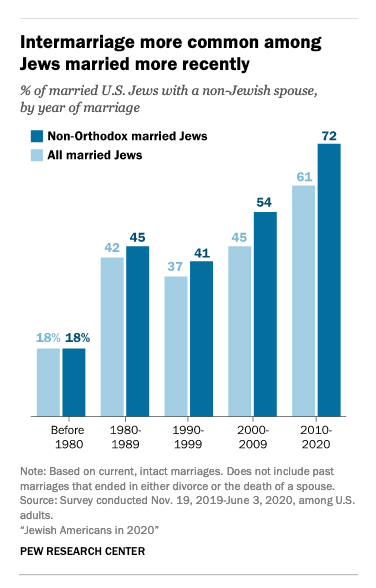 Intermarriage more common among
Jews married more recently
% of married U.S. Jews with a non-Jewish spouse,
by year of marriage
Non-Orthodox married Jews
All married Jews
18% 18%
42 45
37 41
45 54
61 72
Before 1980
1980-1989
1990-1999
2000-2009
2010-2020
Note: Based on current, intact marriages. Does not include past
marriages that ended in either divorce or the death of a spouse.
Source: Survey conducted Nov. 19, 2019-June 3, 2020, among U.S.
adults.
“Jewish Americans in 2020”
PEW RESEARCH CENTER